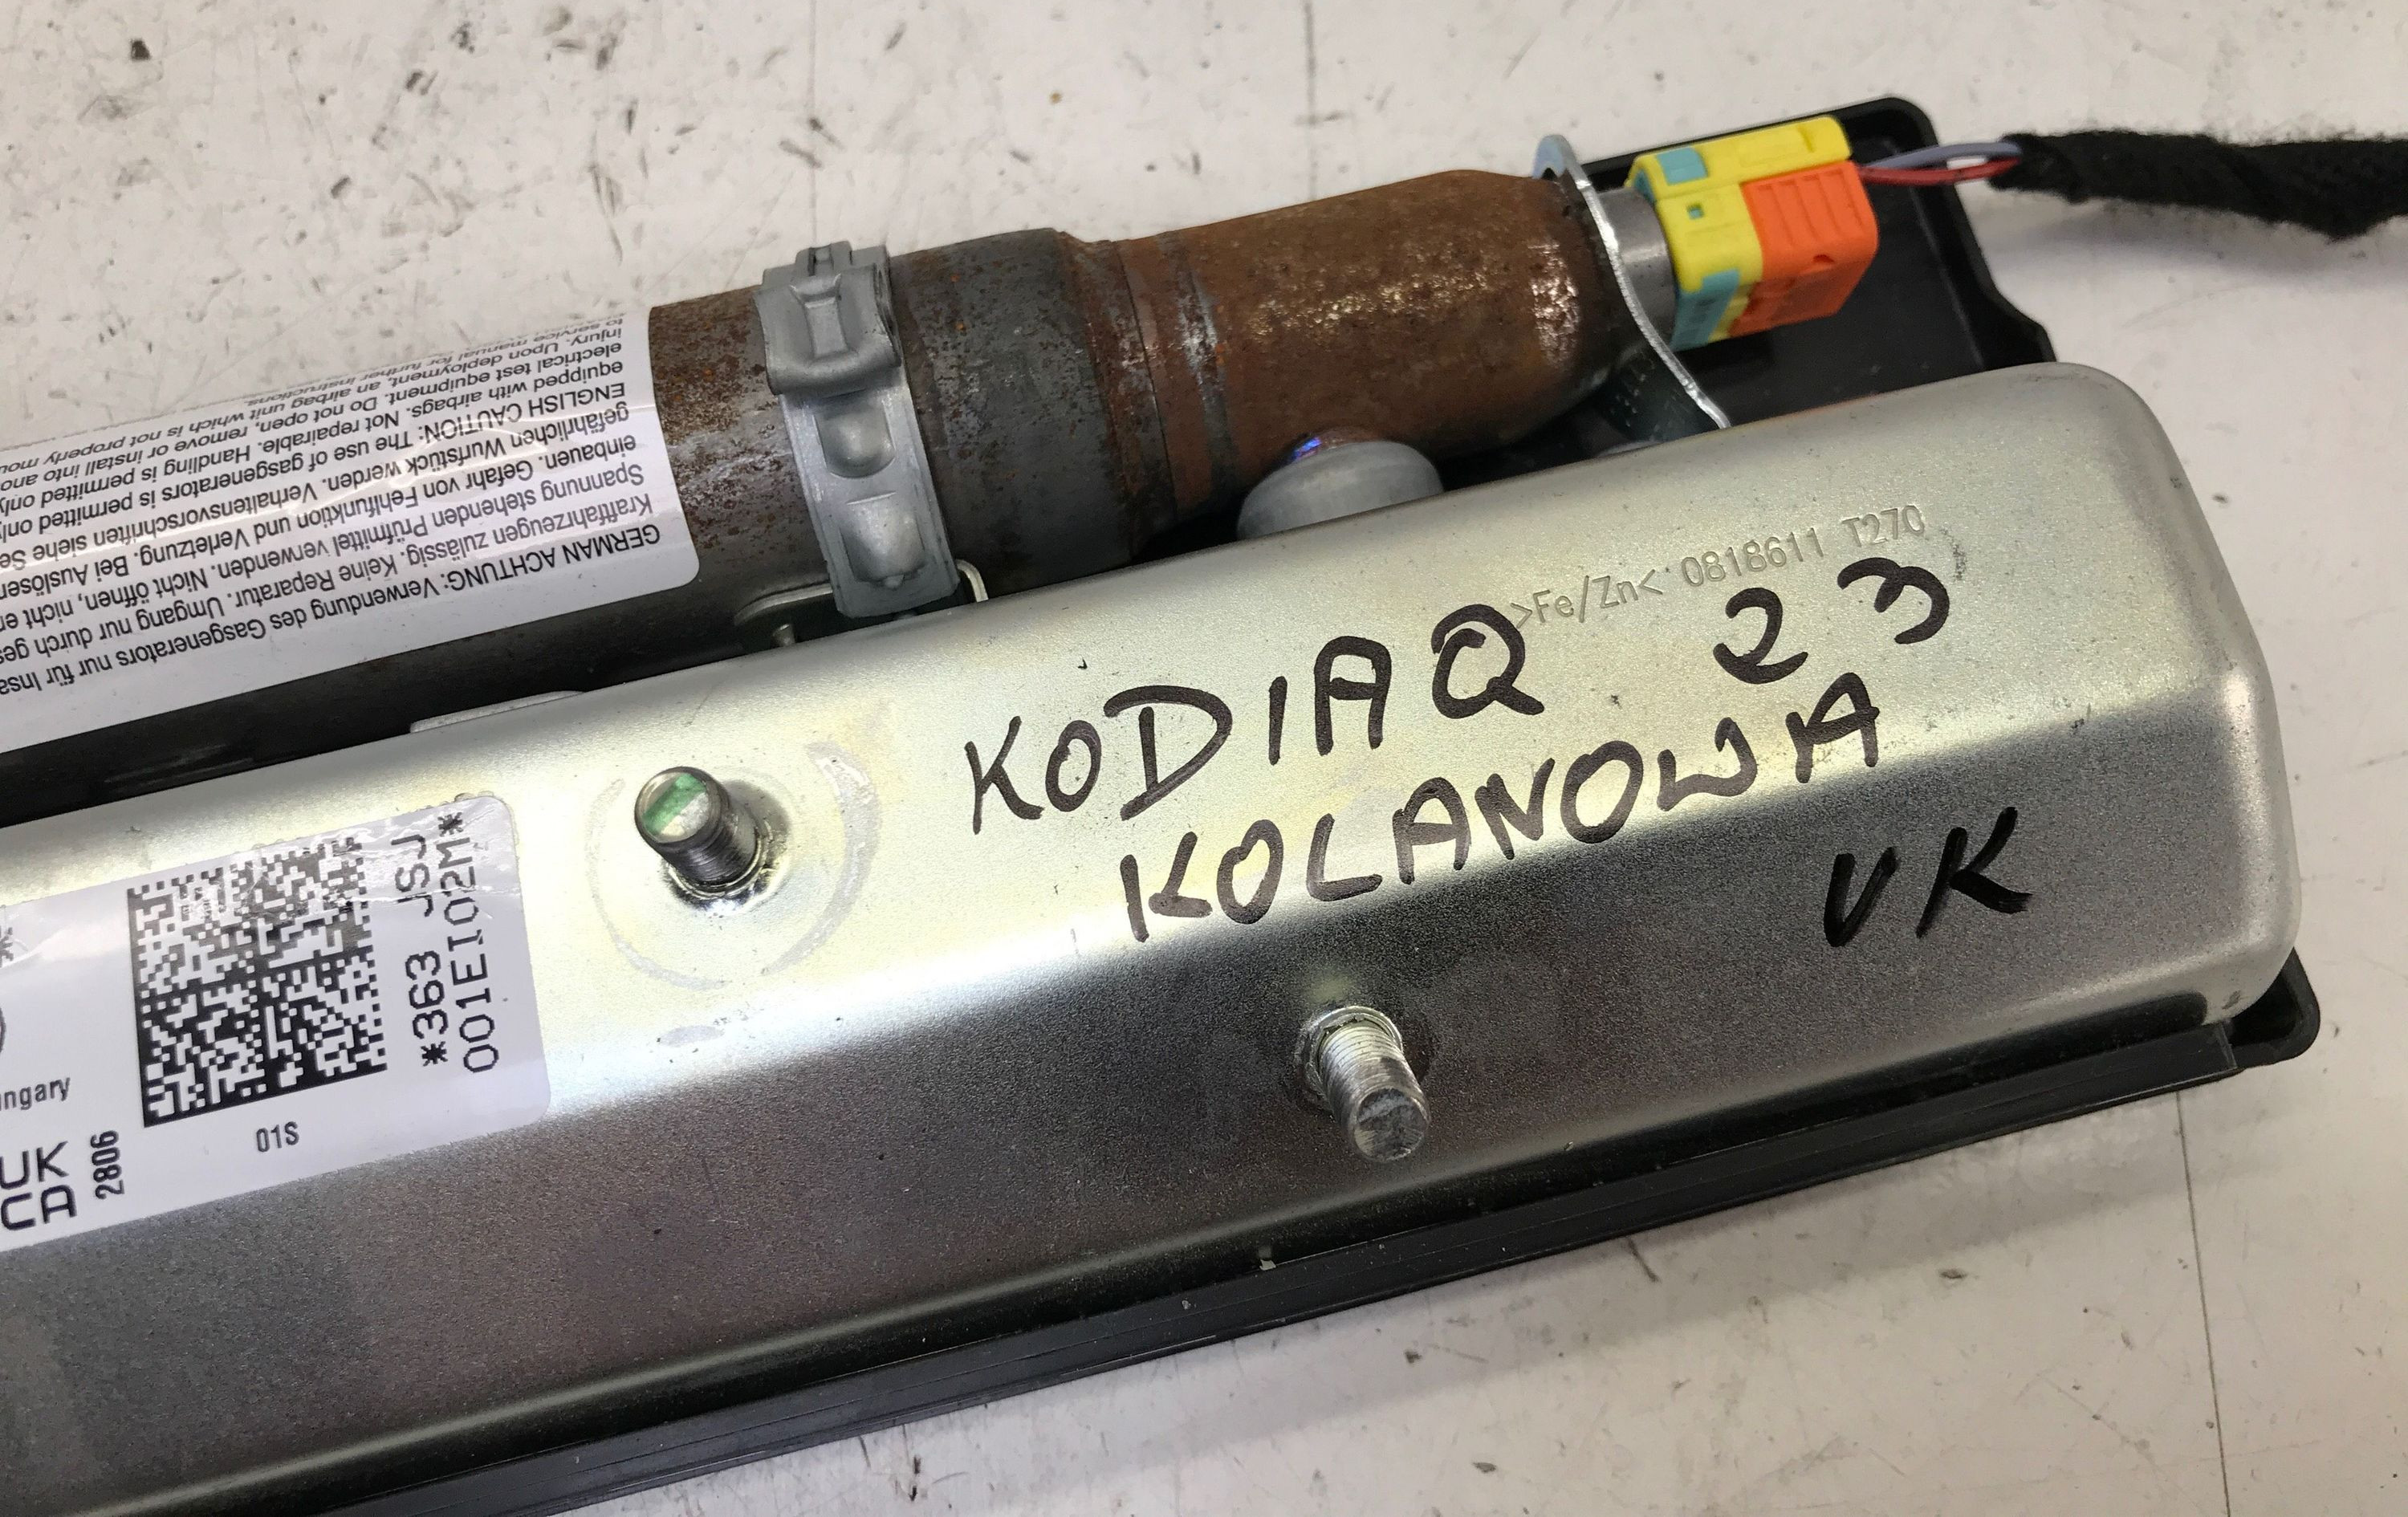 to service manual for further instructions.
injury. Upon deployment, an airbag unit which is not properly mou
electrical test equipment. Do not open, remove or install into ano
equipped with airbags. Not repairable. Handling is permitted only
ENGLISH CAUTION: The use of gasgenerators is permitted only
gefährlichen Wurfstück werden. Verhaltensvorschriften siehe Se
einbauen. Gefahr von Fehlfunktion und Verletzung. Bei Auslösen
Spannung stehenden Prüfmittel verwenden. Nicht öffnen, nicht en
Kraftfahrzeugen zulässig. Keine Reparatur. Umgang nur durch ges
GERMAN ACHTUNG: Verwendung des Gasgenerators nur für Insa
>Fe/Zn< 0818611 T270
KODIAQ 23
KOLANOWA
UK
*363 JSJ
001EI02M*
ngary
01S
UK
CA
2806